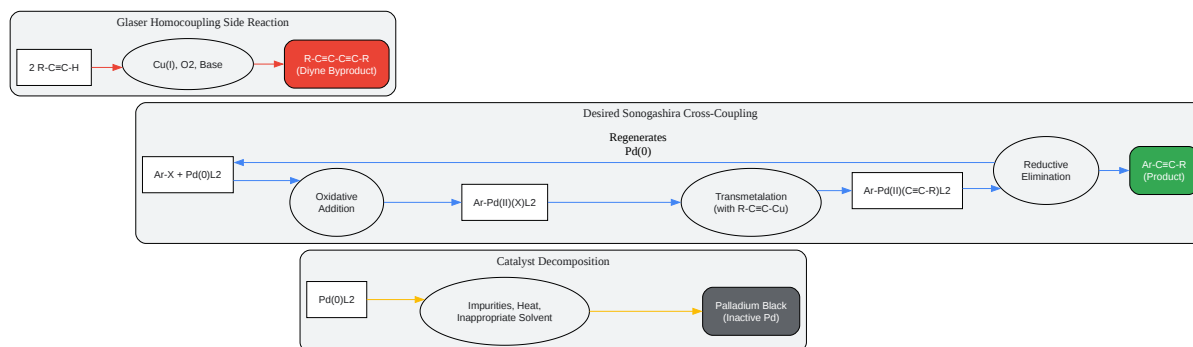 Glaser Homocoupling Side Reaction
2 R-C≡C-H
Cu(I), O2, Base
R-C≡C-C≡C-R
(Diyne Byproduct)
Desired Sonogashira Cross-Coupling
Regenerates
Pd(0)
Ar-X + Pd(0)L2
Oxidative
Addition
Ar-Pd(II)(X)L2
Transmetalation
(with R-C≡C-Cu)
Ar-Pd(II)(C≡C-R)L2
Reductive
Elimination
Ar-C≡C-R
(Product)
Catalyst Decomposition
Pd(0)L2
Impurities, Heat,
Inappropriate Solvent
Palladium Black
(Inactive Pd)